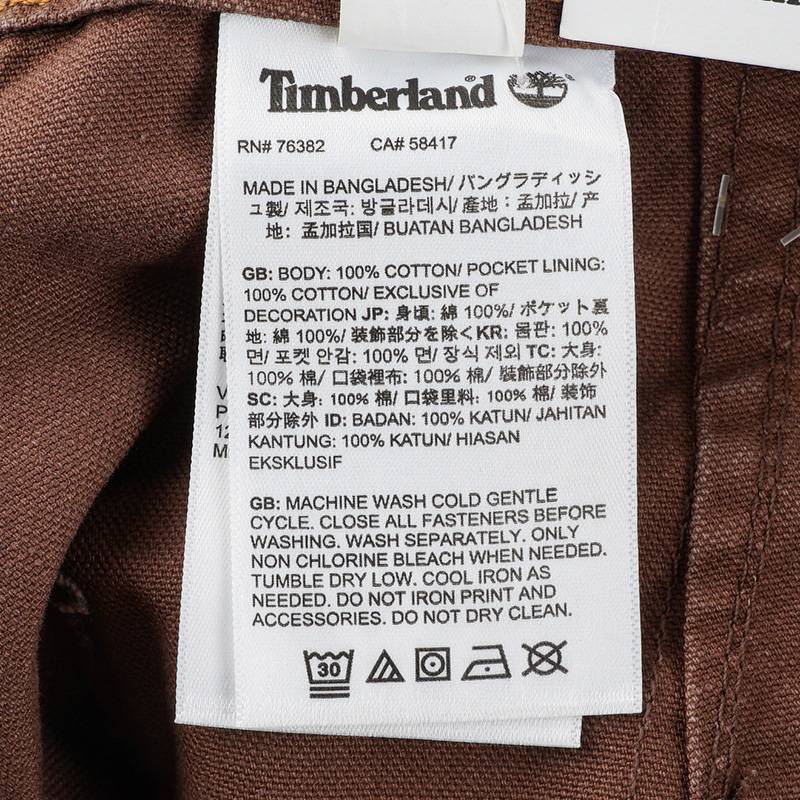 Timberland®
RN# 76382 CA# 58417
MADE IN BANGLADESH/ バングラディッシ
ュ製/ 제조국: 방글라데시/ 產地：孟加拉/ 产
地：孟加拉国/ BUATAN BANGLADESH
GB: BODY: 100% COTTON/ POCKET LINING:
100% COTTON/ EXCLUSIVE OF
DECORATION JP: 身頃: 綿 100%/ ポケット裏
地: 綿 100%/ 装飾部分を除くKR: 몸판: 100%
면/ 포켓 안감: 100% 면/ 장식 제외 TC: 大身:
100% 棉/ 口袋裡布: 100% 棉/ 裝飾部分除外
SC: 大身: 100% 棉/ 口袋里料: 100% 棉/ 装饰
部分除外 ID: BADAN: 100% KATUN/ JAHITAN
KANTUNG: 100% KATUN/ HIASAN
EKSKLUSIF
GB: MACHINE WASH COLD GENTLE
CYCLE. CLOSE ALL FASTENERS BEFORE
WASHING. WASH SEPARATELY. ONLY
NON CHLORINE BLEACH WHEN NEEDED.
TUMBLE DRY LOW. COOL IRON AS
NEEDED. DO NOT IRON PRINT AND
ACCESSORIES. DO NOT DRY CLEAN.
30